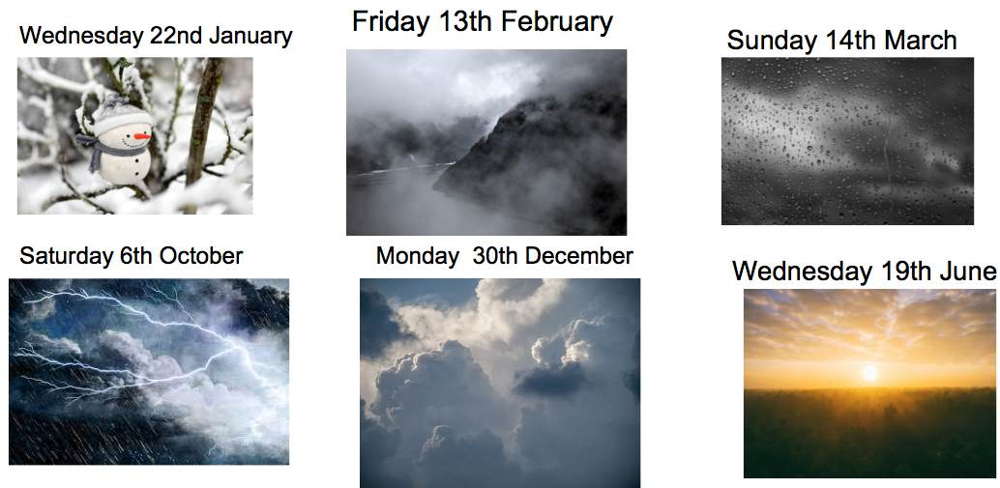 Wednesday 22nd January
Friday 13th February
Sunday 14th March
Saturday 6th October
Monday  30th December
Wednesday 19th June